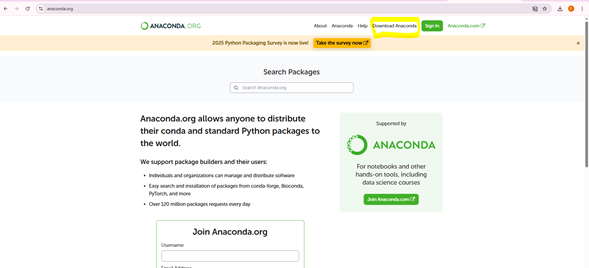 anaconda.org
ANACONDA.ORG
About Anaconda Help Download Anaconda Sign In Anaconda.com
2025 Python Packaging Survey is now live! Take the survey now
Search Packages
Search Anaconda.org
Anaconda.org allows anyone to distribute
their conda and standard Python packages to
the world.
We support package builders and their users:
Individuals and organizations can manage and distribute software
Easy search and installation of packages from conda-forge, Bioconda,
PyTorch, and more
Over 120 million packages requests every day
Supported by
ANACONDA
For notebooks and other
hands-on tools, including
data science courses
Join Anaconda.com
Join Anaconda.org
Username
Email Address